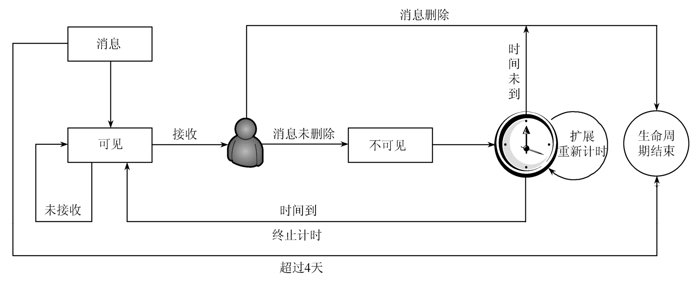 消息删除
消息
时
间
未
到
可见
接收
消息未删除
不可见
扩展
重新计时
生命周
期结束
未接收
时间到
终止计时
超过4天